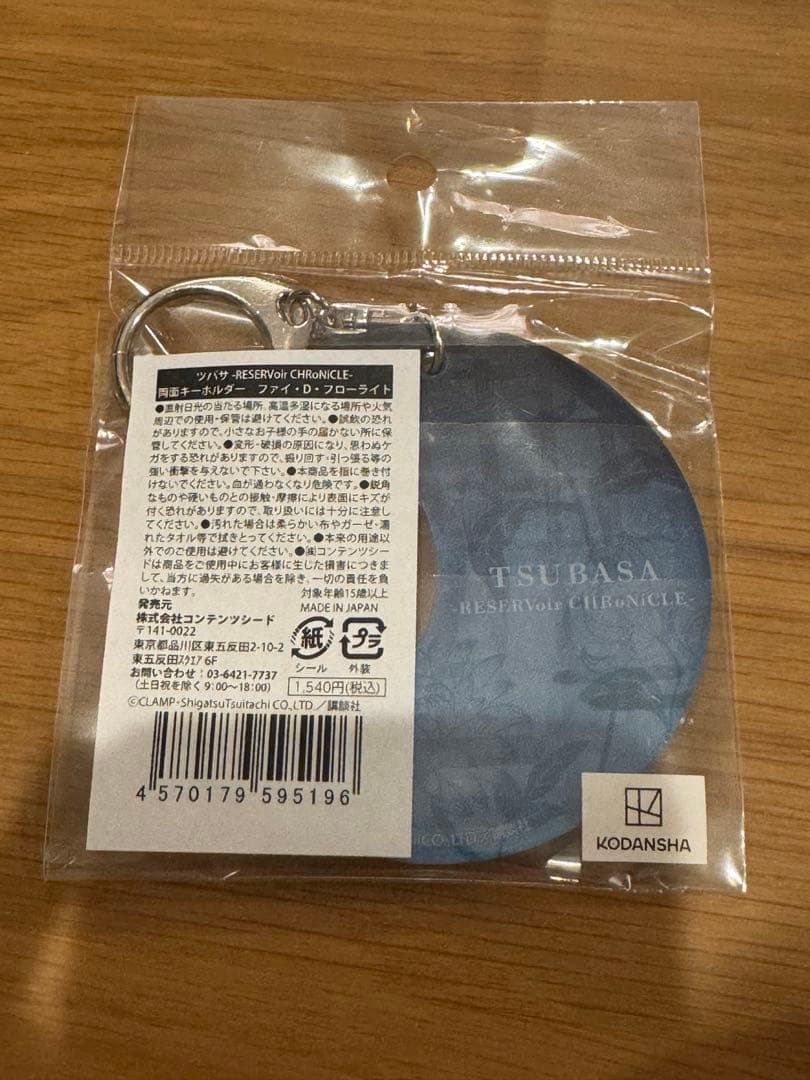 ツバサ -RESERVoir CHRoNiCLE-
両面キーホルダー　ファイ・D・フローライト
●直射日光の当たる場所、高温多湿になる場所や火気
周辺での使用・保管は避けてください。●誤飲の恐れ
がありますので、小さなお子様の手の届かない所に保
管してください。●変形・破損の原因になり、思わぬケ
ガをする恐れがありますので、振り回す・引っ張る等の
強い衝撃を与えないで下さい。●本商品を指に巻き付
けないでください。血が通わなくなり危険です。●鋭角
なものや硬いものとの接触・摩擦により表面にキズが
付く恐れがありますので、取り扱いには十分に注意し
てください。●汚れた場合は柔らかい布やガーゼ・濡
れたタオル等で拭きとってください。●本来の用途以
外でのご使用は避けてください。●㈱コンテンツシー
ドは商品をご使用中にお客様に生じた損害につきま
して、当方に過失がある場合を除き、一切の責任を負
いかねます。
対象年齢15歳以上
発売元
MADE IN JAPAN
株式会社コンテンツシード
〒141-0022
東京都品川区東五反田2-10-2
東五反田ｽｸｴｱ 6F
お問い合わせ：03-6421-7737
(土日祝を除く 9:00～18:00)
紙
シール
プラ
外装
1,540円(税込)
©CLAMP・ShigatsuTsuitachi CO.,LTD.／講談社
4 570179 595196
TSUBASA
-RESERVoir CHRoNiCLE-
CO.,LTD.／講談社
KODANSHA